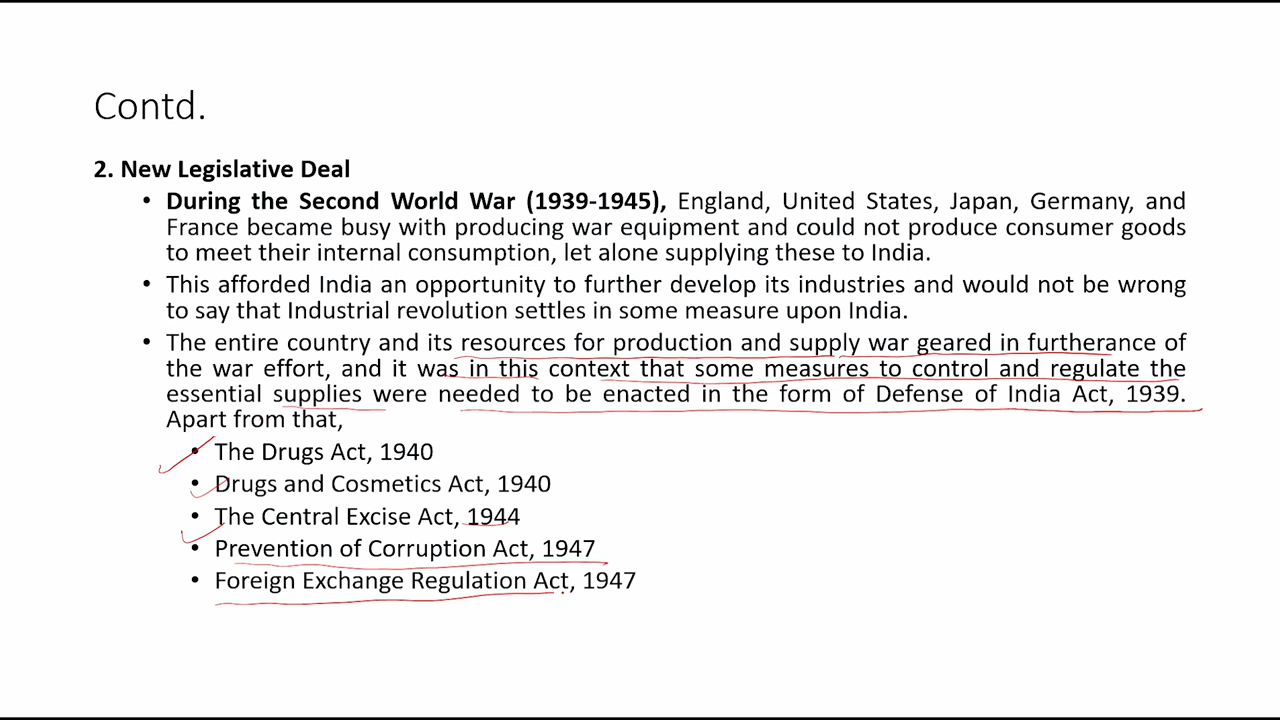 Contd.
2. New Legislative Deal
• During the Second World War (1939-1945), England, United States, Japan, Germany, and
France became busy with producing war equipment and could not produce consumer goods
to meet their internal consumption, let alone supplying these to India.
• This afforded India an opportunity to further develop its industries and would not be wrong
to say that Industrial revolution settles in some measure upon India.
• The entire country and its resources for production and supply war geared in furtherance of
the war effort, and it was in this context that some measures to control and regulate the
essential supplies were needed to be enacted in the form of Defense of India Act, 1939.
Apart from that,
• The Drugs Act, 1940
• Drugs and Cosmetics Act, 1940
• The Central Excise Act, 1944
• Prevention of Corruption Act, 1947
• Foreign Exchange Regulation Act, 1947